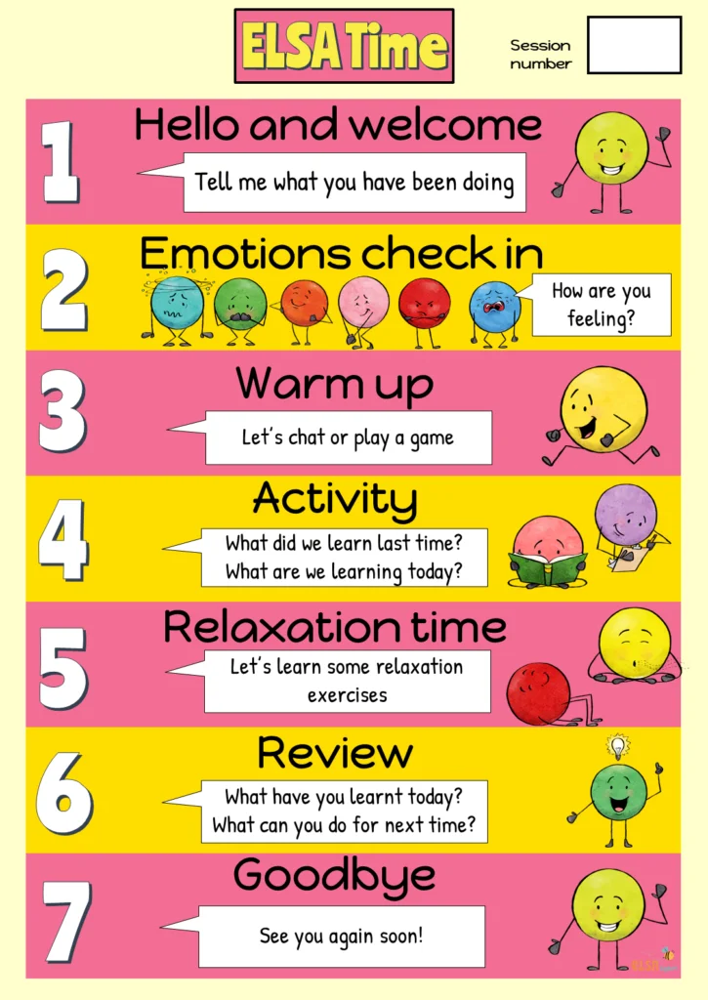 ELSA Time
Session
number
1
Hello and welcome
Tell me what you have been doing
2
Emotions check in
How are you
feeling?
3
Warm up
Let's chat or play a game
4
Activity
What did we learn last time?
What are we learning today?
5
Relaxation time
Let's learn some relaxation
exercises
6
Review
What have you learnt today?
What can you do for next time?
7
Goodbye
See you again soon!